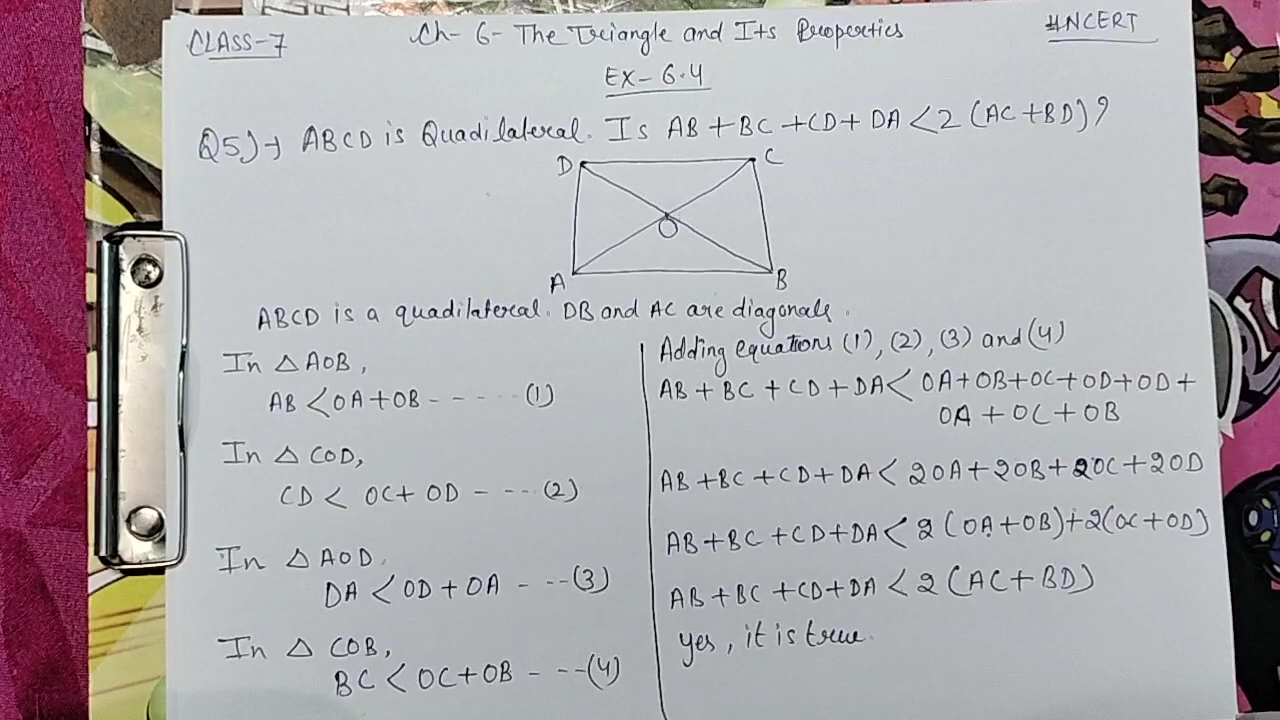 CLASS-7
Ch- 6- The Triangle and Its Properties
#NCERT
EX- 6.4
Q5)→ ABCD is Quadilateral. Is AB+BC+CD+DA<2(AC+BD)?
D
C
O
A
B
ABCD is a quadilateral. DB and AC are diagonals.
In △AOB,
AB<OA+OB - - - - - (1)
In △ COD,
CD< OC+ OD - - - - (2)
In △ AOD,
DA<OD+OA - - - - (3)
In △ COB,
BC<OC+OB - - - - (4)
Adding equations (1), (2), (3) and (4)
AB+BC+CD+DA< OA+OB+OC+OD+OD+
OA+OC+OB
AB+BC+CD+DA< 2OA+2OB+2OC+2OD
AB+BC+CD+DA< 2(OA+OB)+2(OC+OD)
AB+BC+CD+DA<2(AC+BD)
yes, it is true.